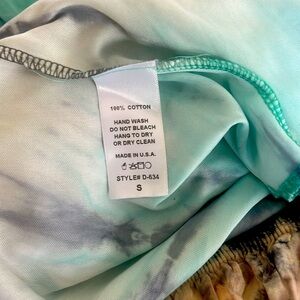 100% COTTON
HAND WASH
DO NOT BLEACH
HANG TO DRY
OR DRY CLEAN
MADE IN U.S.A.
STYLE# D-634
S